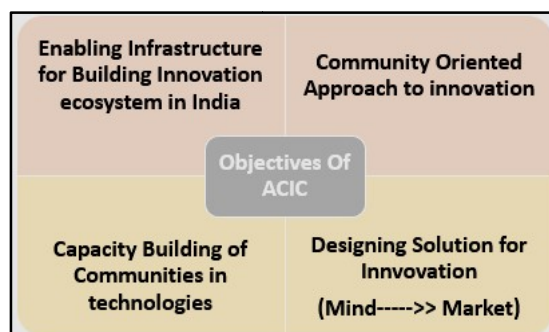 Enabling Infrastructure
for Building Innovation
ecosystem in India
Community Oriented
Approach to innovation
Objectives Of
ACIC
Capacity Building of
Communities in
technologies
Designing Solution for
Innvovation
(Mind----->> Market)